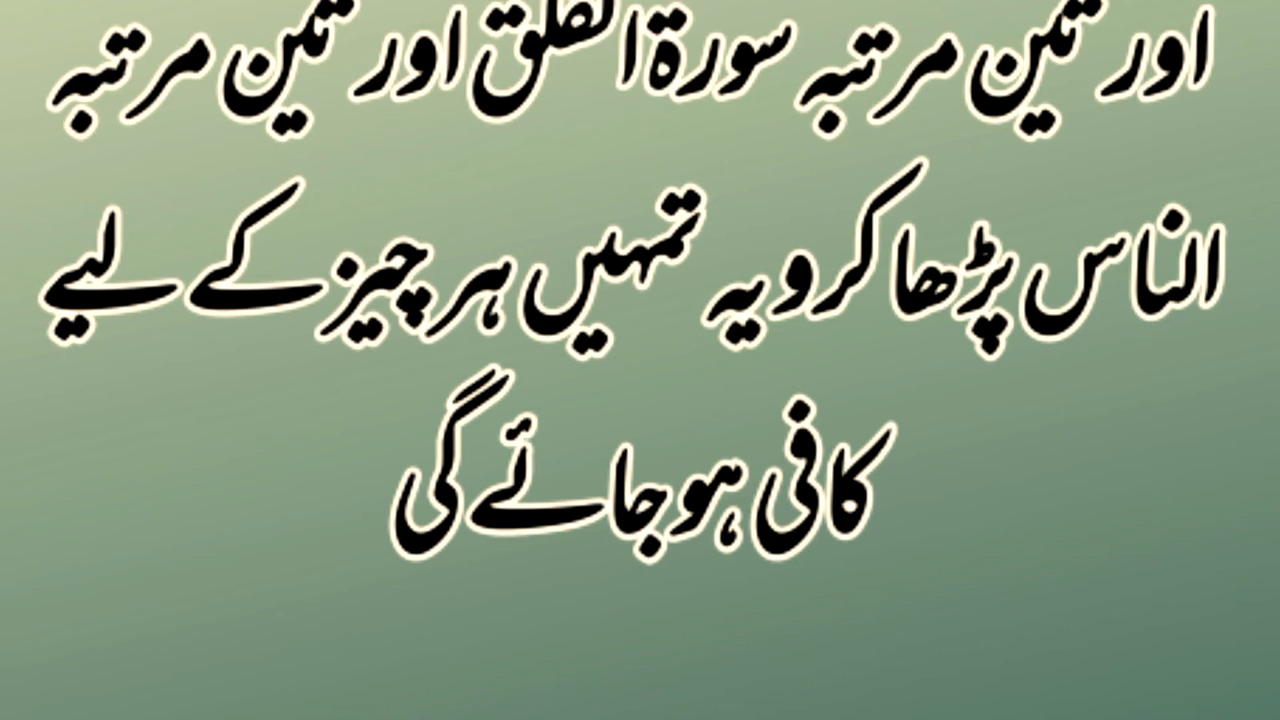 اور تین مرتبہ سورۃ الفلق اور تین مرتبہ
الناس پڑھا کرو یہ تمہیں ہر چیز کے لیے
کافی ہو جائے گی